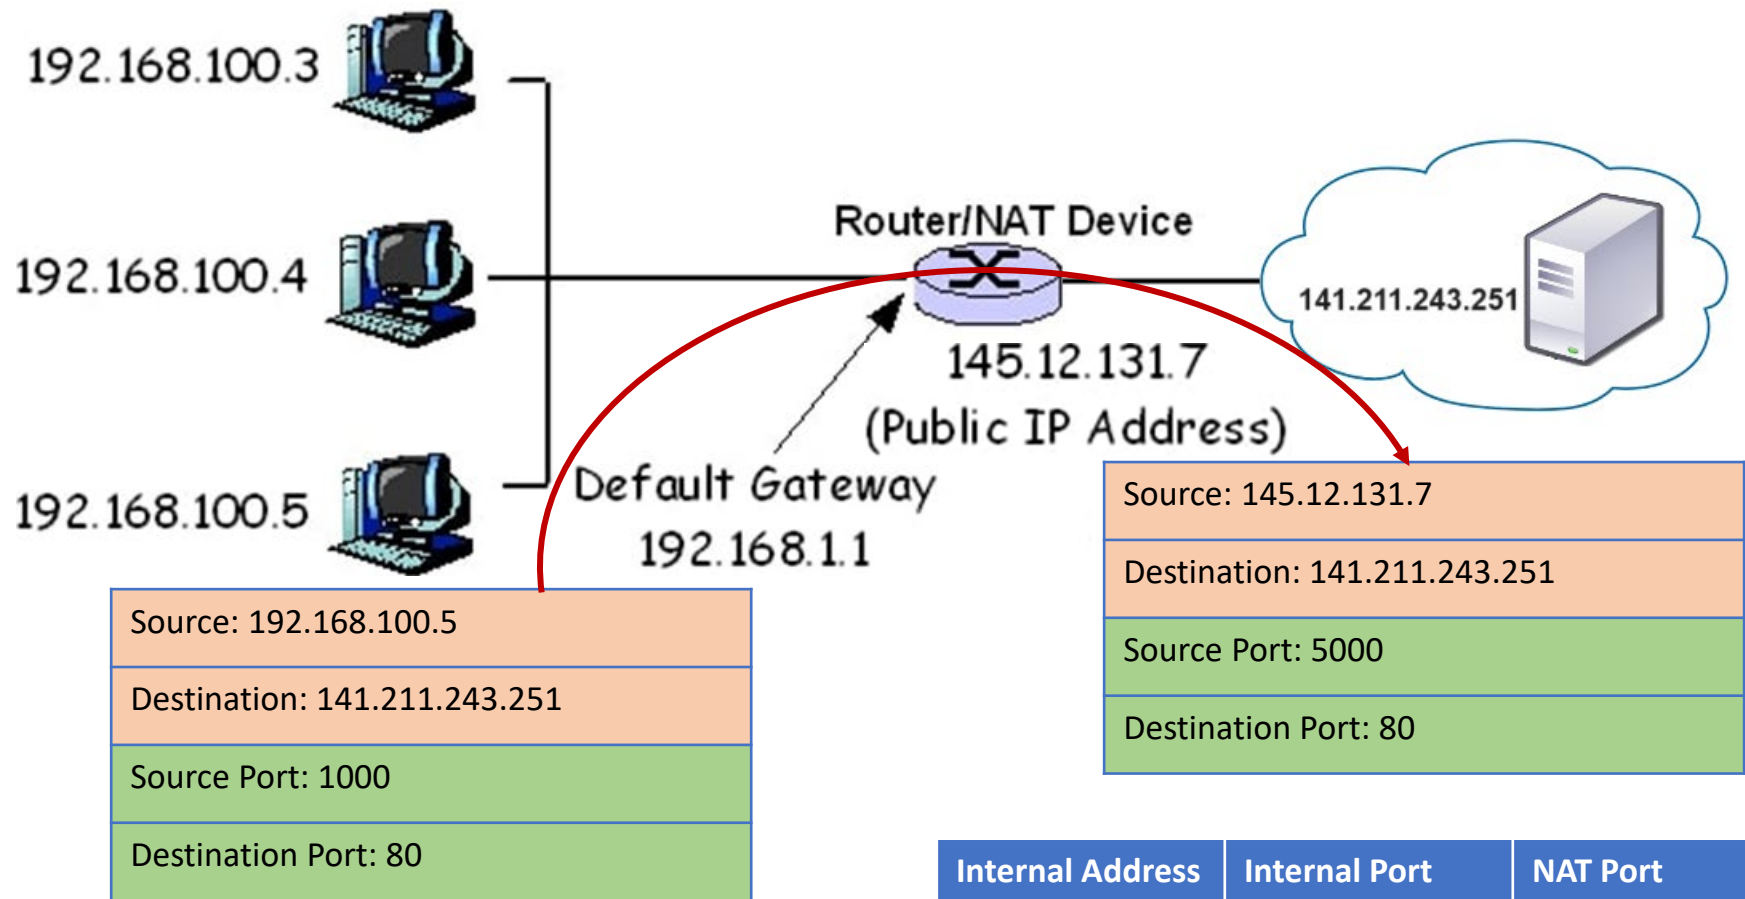 192.168.100.3
192.168.100.4
192.168.100.5
Router/NAT Device
145.12.131.7
(Public IP Address)
Default Gateway
192.168.1.1
141.211.243.251
Source: 192.168.100.5
Destination: 141.211.243.251
Source Port: 1000
Destination Port: 80
Source: 145.12.131.7
Destination: 141.211.243.251
Source Port: 5000
Destination Port: 80
Internal Address Internal Port NAT Port